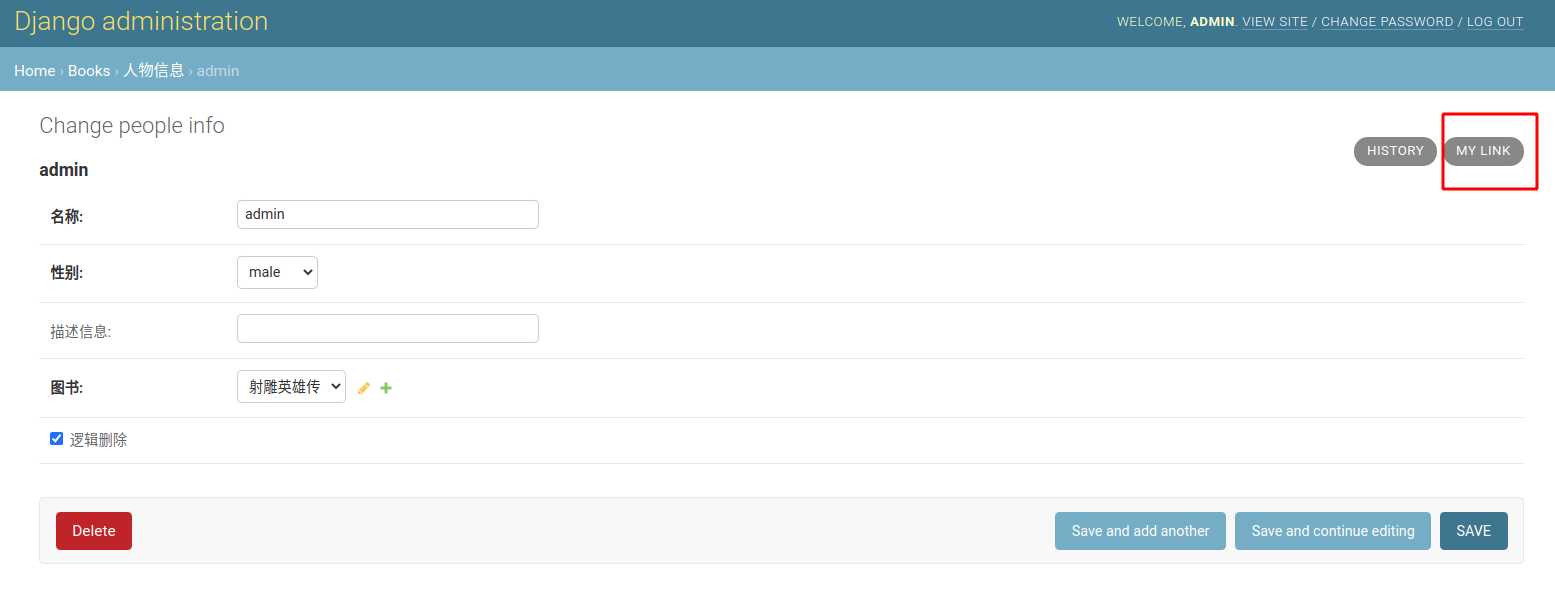 Django administration
WELCOME, ADMIN. VIEW SITE / CHANGE PASSWORD / LOG OUT
Home › Books › 人物信息 › admin
Change people info
HISTORY MY LINK
admin
名称: admin
性别: male
描述信息:
图书: 射雕英雄传
逻辑删除
Delete Save and add another Save and continue editing SAVE